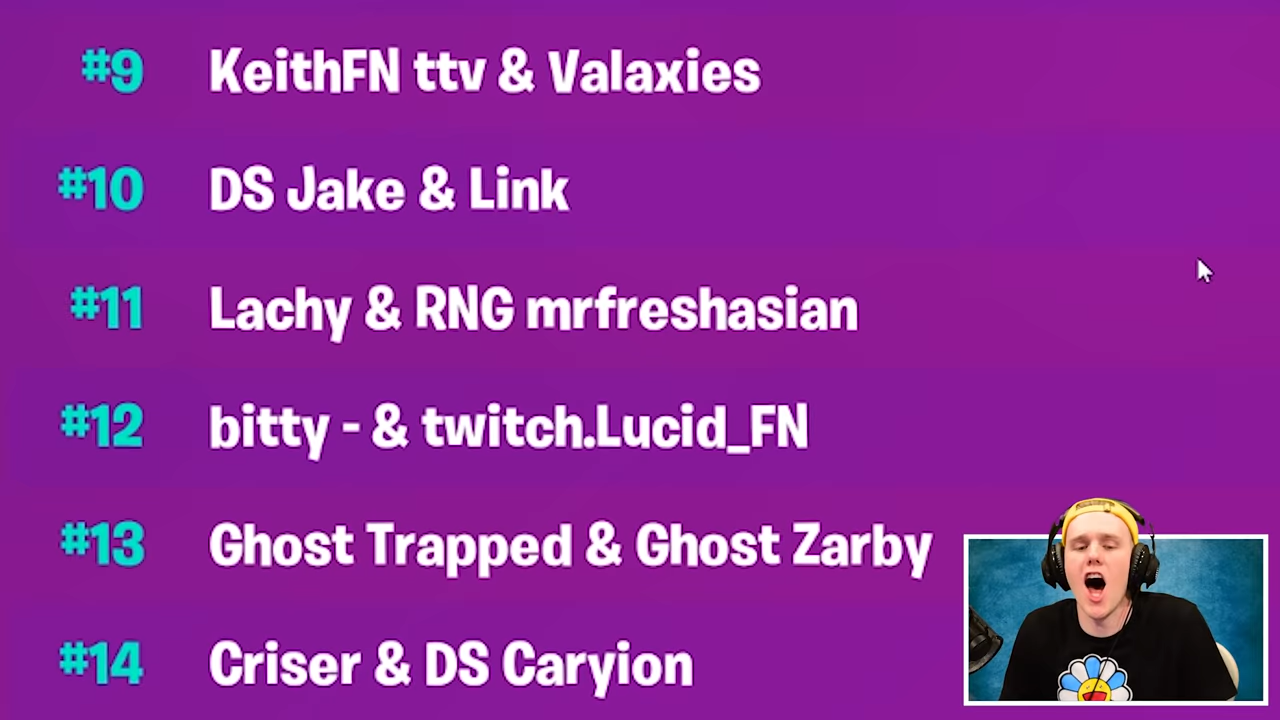 #9 KeithFN ttv & Valaxies
#10 DS Jake & Link
#11 Lachy & RNG mrfreshasian
#12 bitty - & twitch.Lucid_FN
#13 Ghost Trapped & Ghost Zarby
#14 Criser & DS Caryion